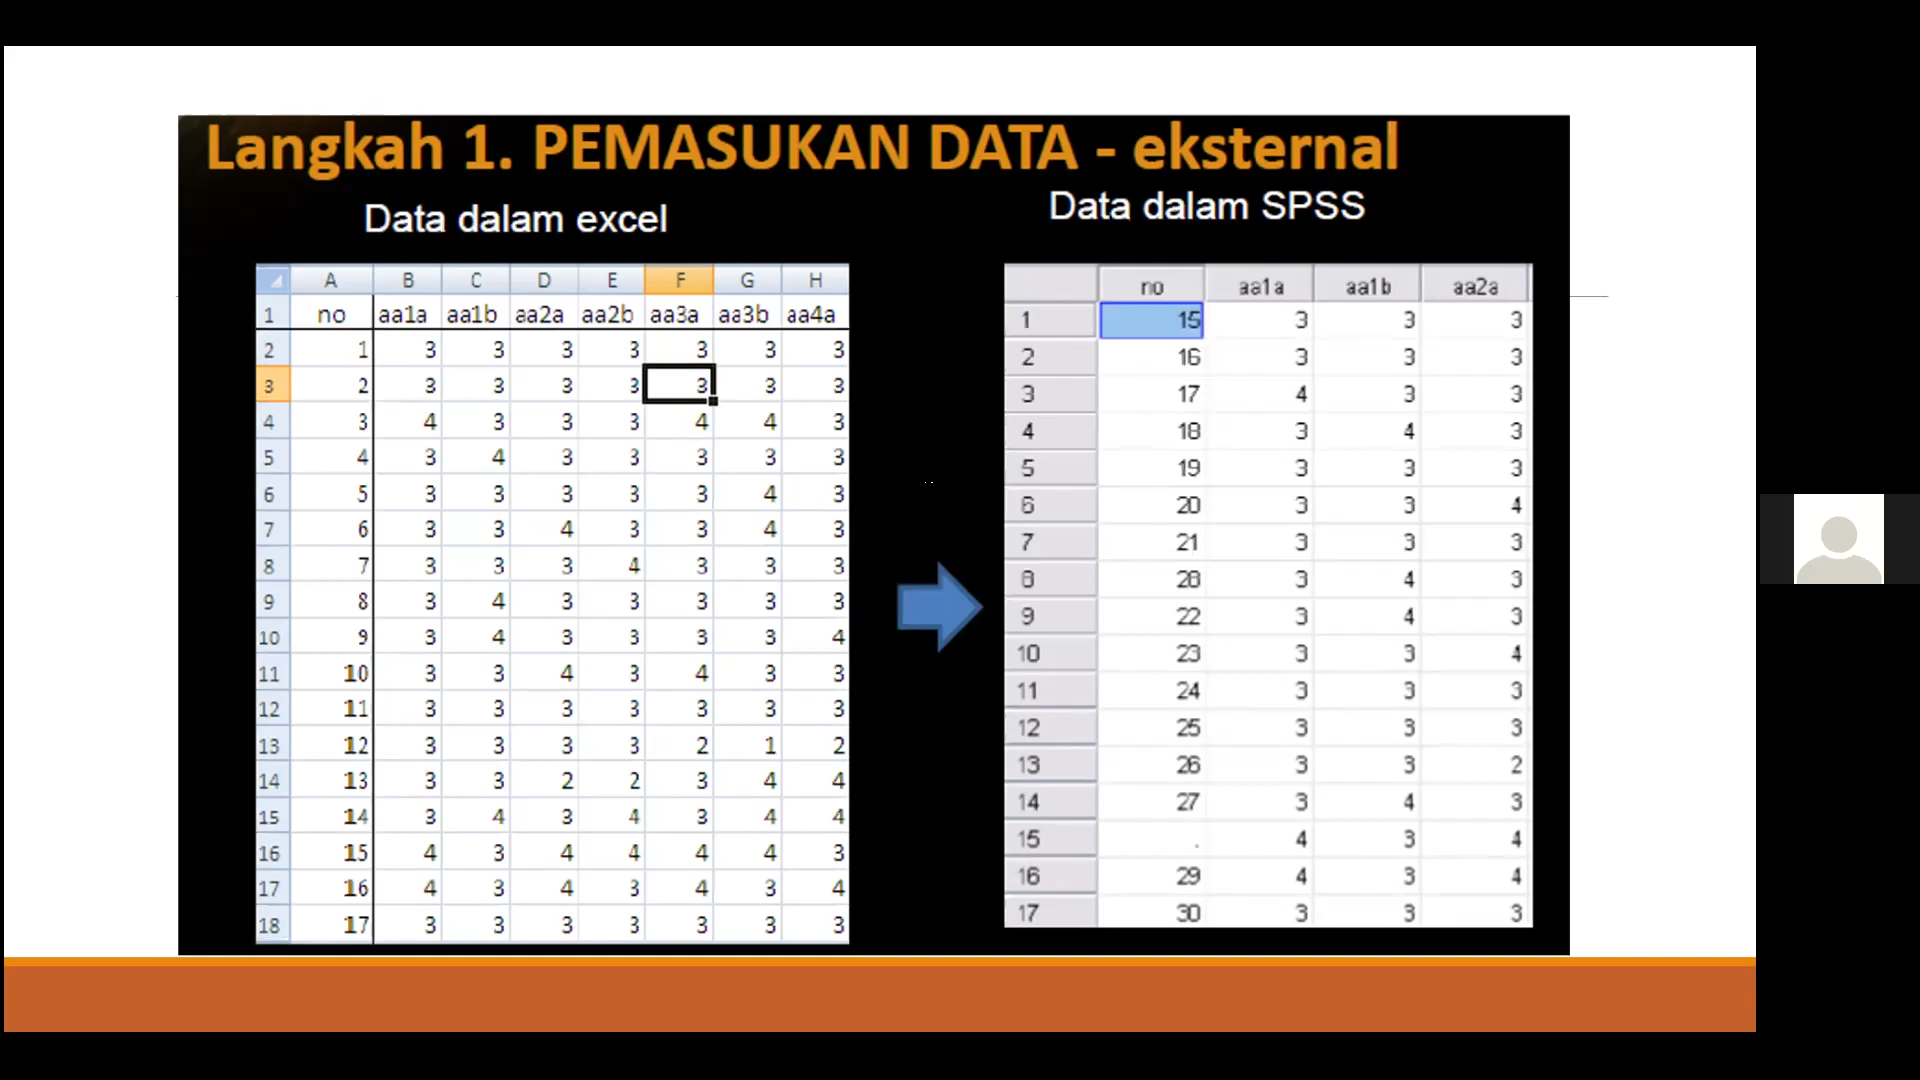 Langkah 1. PEMASUKAN DATA - eksternal
Data dalam excel
A B C D E F G H
1 no aa1a aa1b aa2a aa2b aa3a aa3b aa4a
2 1 3 3 3 3 3 3 3
3 2 3 3 3 3 3 3 3
4 3 4 3 3 3 4 4 3
5 4 3 4 3 3 3 3 3
6 5 3 3 3 3 3 4 3
7 6 3 3 4 3 3 4 3
8 7 3 3 3 4 3 3 3
9 8 3 4 3 3 3 3 3
10 9 3 4 3 3 3 3 4
11 10 3 3 4 3 4 3 3
12 11 3 3 3 3 3 3 3
13 12 3 3 3 3 2 1 2
14 13 3 3 2 2 3 4 4
15 14 3 4 3 4 3 4 4
16 15 4 3 4 4 4 4 3
17 16 4 3 4 3 4 3 4
18 17 3 3 3 3 3 3 3
Data dalam SPSS
no aa1a aa1b aa2a
1 15 3 3 3
2 16 3 3 3
3 17 4 3 3
4 18 3 4 3
5 19 3 3 3
6 20 3 3 4
7 21 3 3 3
8 28 3 4 3
9 22 3 4 3
10 23 3 3 4
11 24 3 3 3
12 25 3 3 3
13 26 3 3 2
14 27 3 4 3
15 . 4 3 4
16 29 4 3 4
17 30 3 3 3